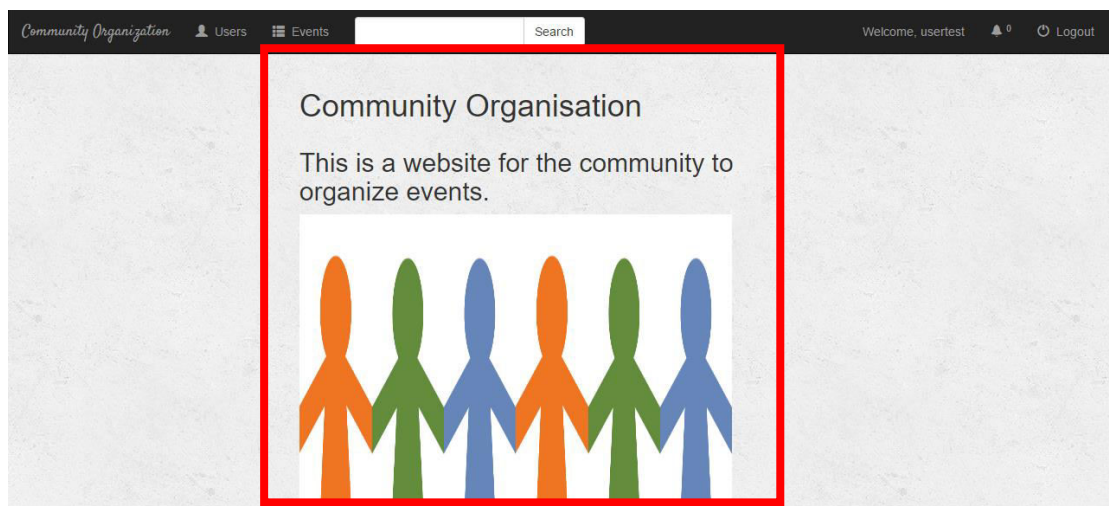 Community Organization Users Events Search Welcome, usertest 0 Logout
Community Organisation
This is a website for the community to
organize events.